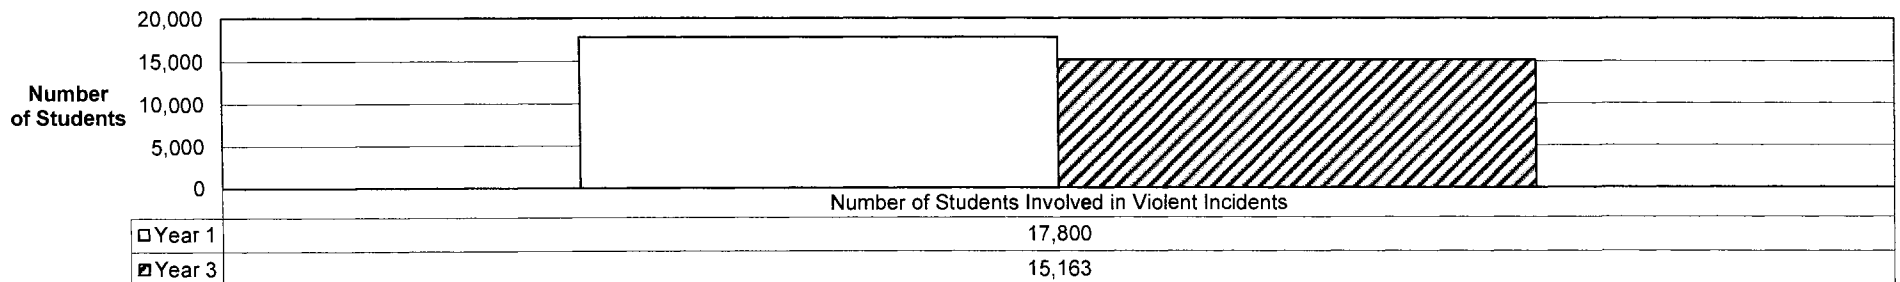 20,000
15,000
Number
of Students
10,000
5,000
0
Number of Students Involved in Violent Incidents
Year 1 17,800
Year 3 15,163